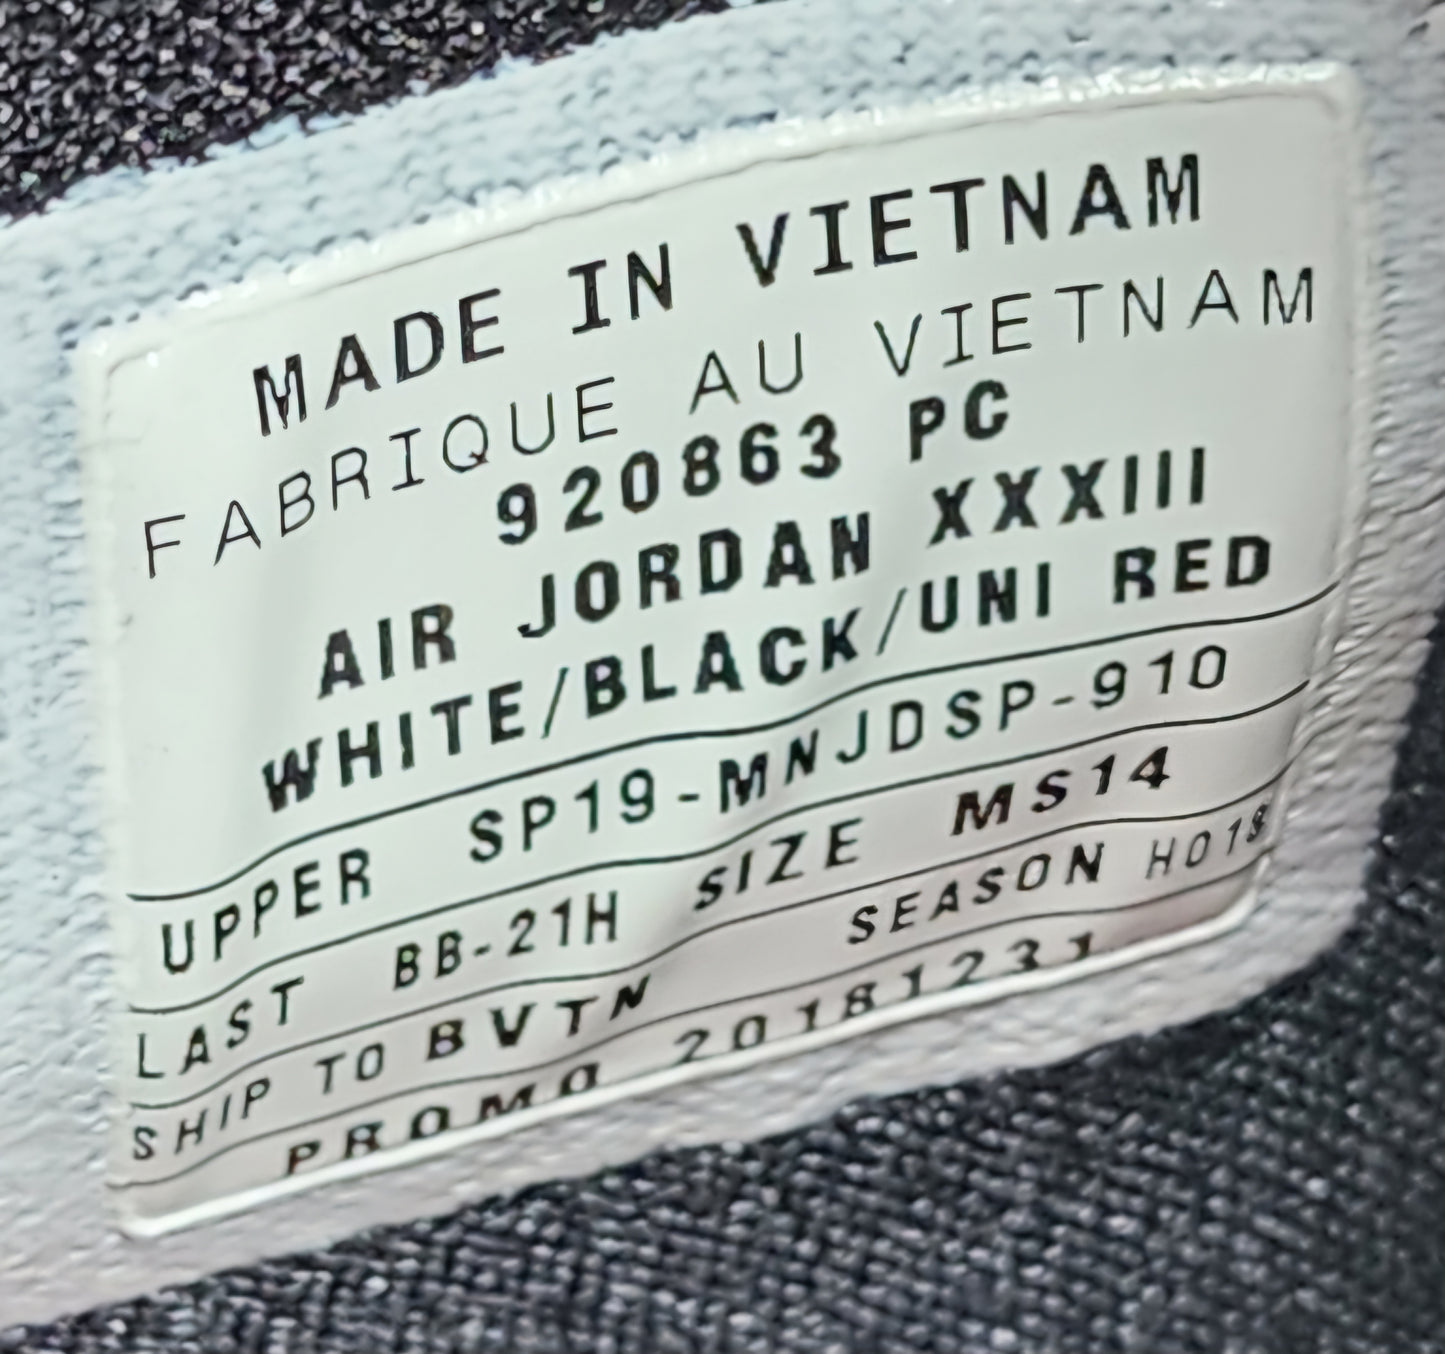 MADE IN VIETNAM
FABRIQUE AU VIETNAM
920863 PC
AIR JORDAN XXXIII
WHITE/BLACK/UNI RED
UPPER SP19-MNJDSP-910
LAST BB-21H SIZE MS14
SHIP TO BVTN SEASON HO18
PROMO 20181231